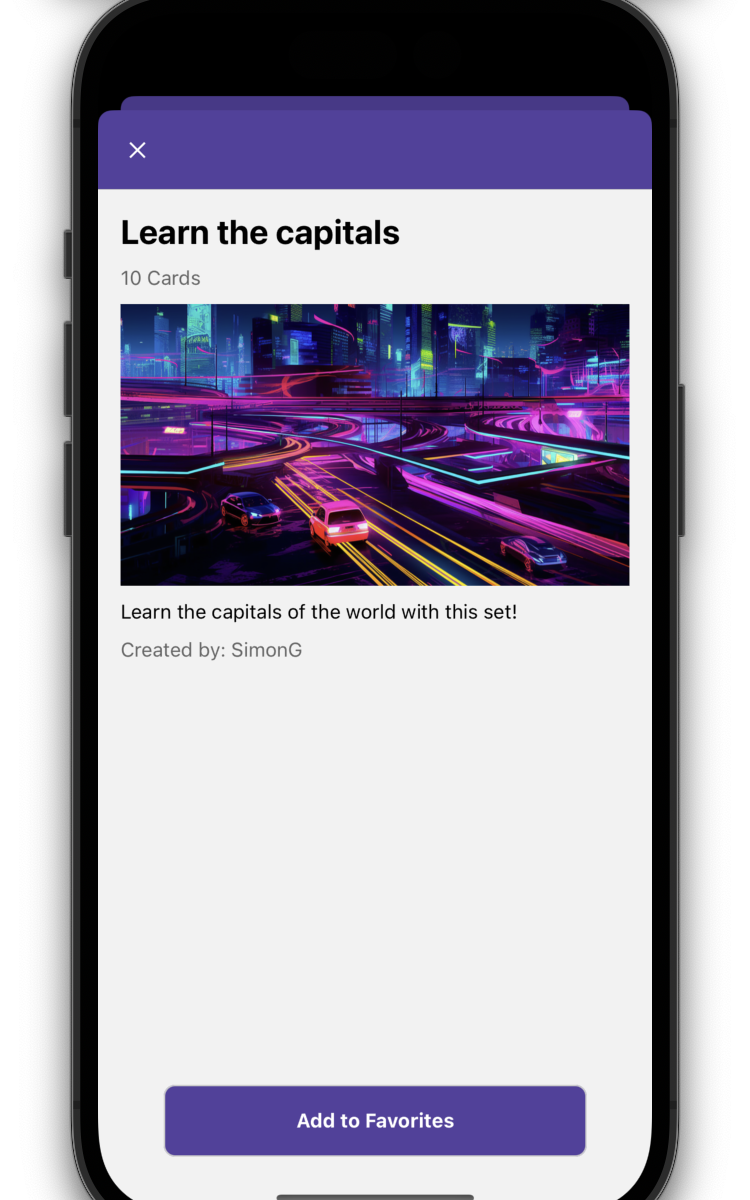 Learn the capitals
10 Cards
Learn the capitals of the world with this set!
Created by: SimonG
Add to Favorites